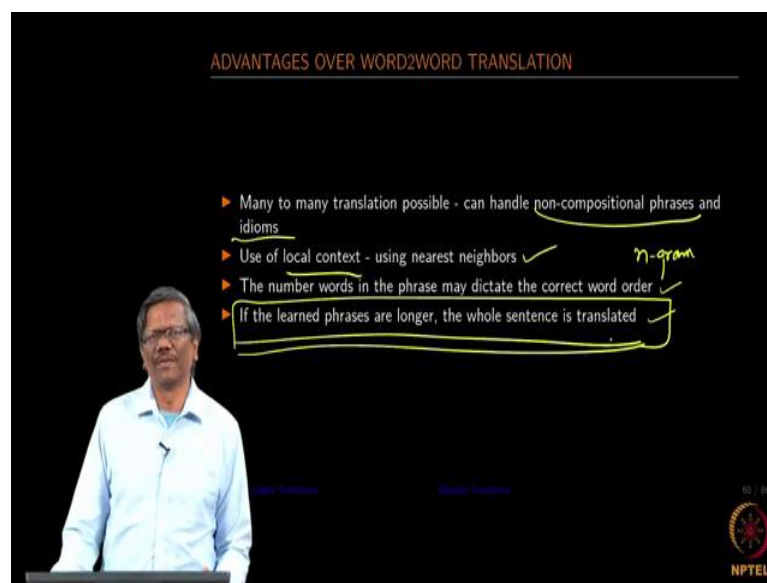 ADVANTAGES OVER WORD2WORD TRANSLATION
Many to many translation possible - can handle non-compositional phrases and
idioms
Use of local context - using nearest neighbors
n-gram
The number words in the phrase may dictate the correct word order
If the learned phrases are longer, the whole sentence is translated
60 /
NPTEL